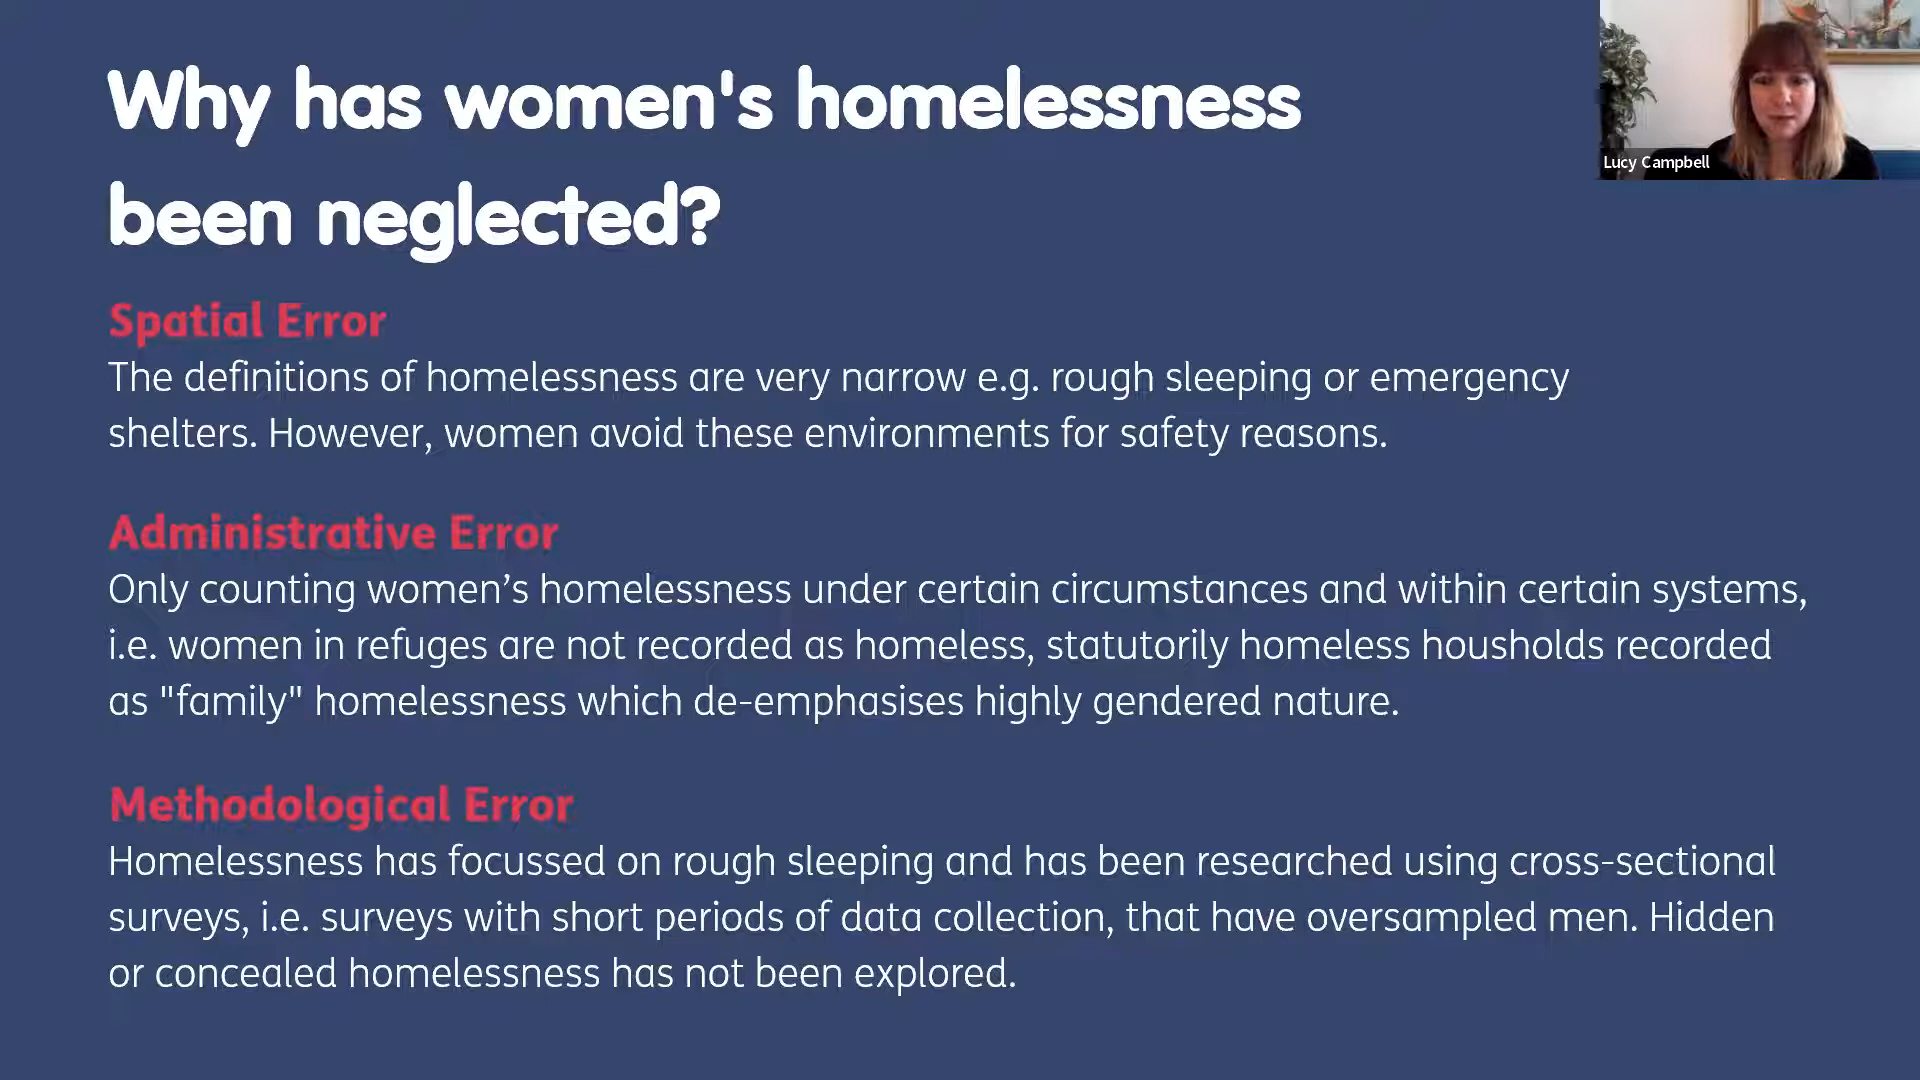 Why has women's homelessness
been neglected?
Lucy Campbell
Spatial Error
The definitions of homelessness are very narrow e.g. rough sleeping or emergency
shelters. However, women avoid these environments for safety reasons.
Administrative Error
Only counting women’s homelessness under certain circumstances and within certain systems,
i.e. women in refuges are not recorded as homeless, statutorily homeless housholds recorded
as "family" homelessness which de-emphasises highly gendered nature.
Methodological Error
Homelessness has focussed on rough sleeping and has been researched using cross-sectional
surveys, i.e. surveys with short periods of data collection, that have oversampled men. Hidden
or concealed homelessness has not been explored.